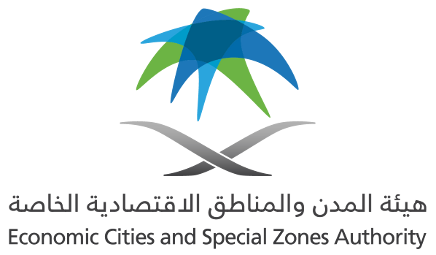 هيئة المدن والمناطق الاقتصادية الخاصة
Economic Cities and Special Zones Authority